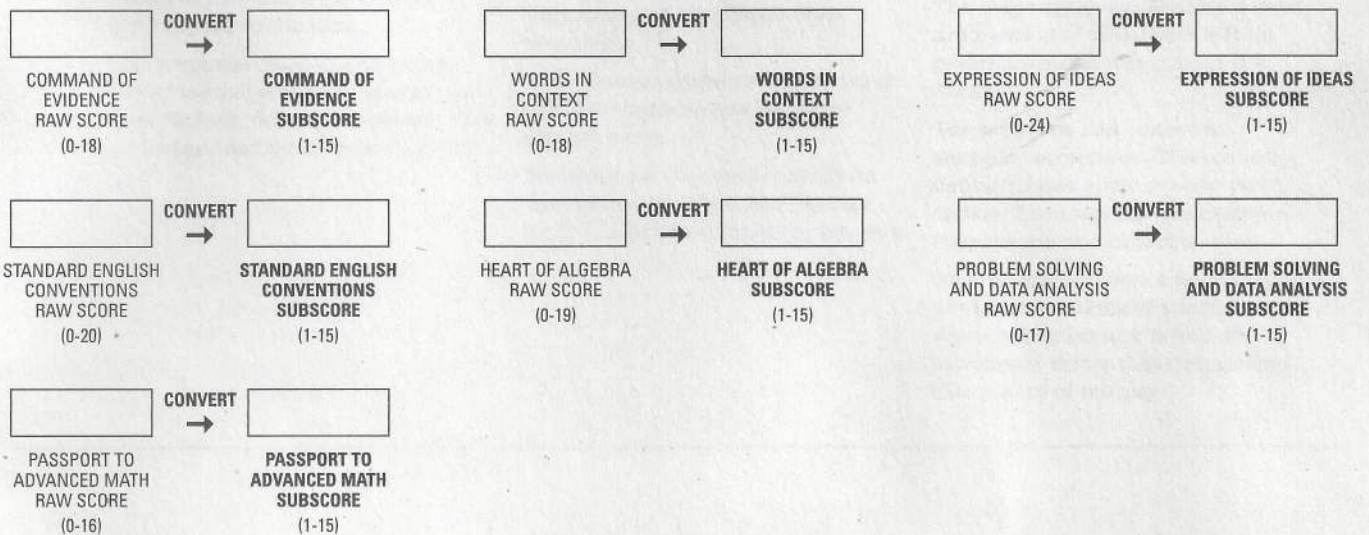 CONVERT
→
COMMAND OF
EVIDENCE
RAW SCORE
(0-18)
COMMAND OF
EVIDENCE
SUBSCORE
(1-15)
CONVERT
→
WORDS IN
CONTEXT
RAW SCORE
(0-18)
WORDS IN
CONTEXT
SUBSCORE
(1-15)
CONVERT
→
EXPRESSION OF IDEAS
RAW SCORE
(0-24)
EXPRESSION OF IDEAS
SUBSCORE
(1-15)
CONVERT
→
STANDARD ENGLISH
CONVENTIONS
RAW SCORE
(0-20)
STANDARD ENGLISH
CONVENTIONS
SUBSCORE
(1-15)
CONVERT
→
HEART OF ALGEBRA
RAW SCORE
(0-19)
HEART OF ALGEBRA
SUBSCORE
(1-15)
CONVERT
→
PROBLEM SOLVING
AND DATA ANALYSIS
RAW SCORE
(0-17)
PROBLEM SOLVING
AND DATA ANALYSIS
SUBSCORE
(1-15)
CONVERT
→
PASSPORT TO
ADVANCED MATH
RAW SCORE
(0-16)
PASSPORT TO
ADVANCED MATH
SUBSCORE
(1-15)